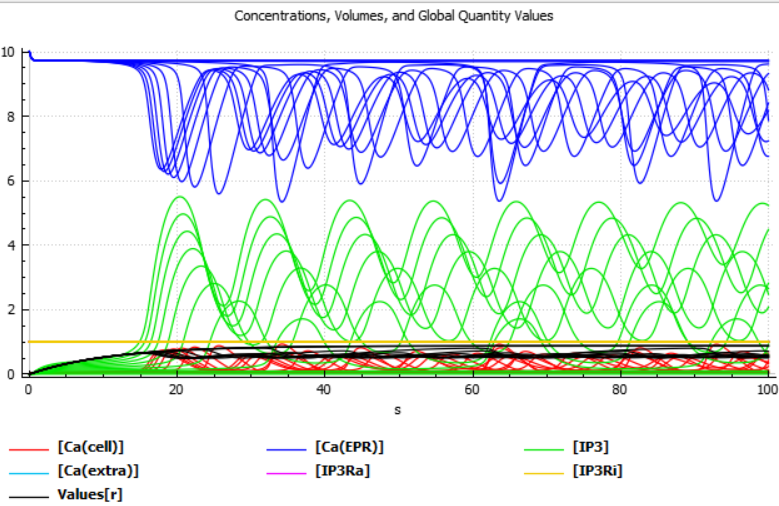 Concentrations, Volumes, and Global Quantity Values
10
8
6
4
2
0
0 20 40 60 80 100
s
[Ca(cell)] [Ca(EPR)] [IP3]
[Ca(extra)] [IP3Ra] [IP3Ri]
Values[r]